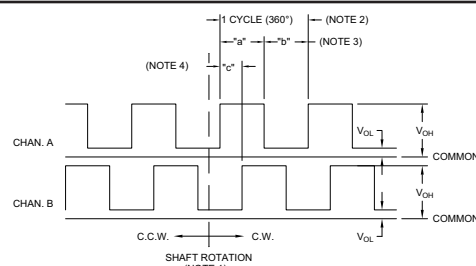 1 CYCLE (360°) (NOTE 2)
"a" "b" (NOTE 3)
(NOTE 4) "c"
CHAN. A
VOL VOH
COMMON
CHAN. B
VOH
COMMON
VOL
C.C.W. C.W.
SHAFT ROTATION